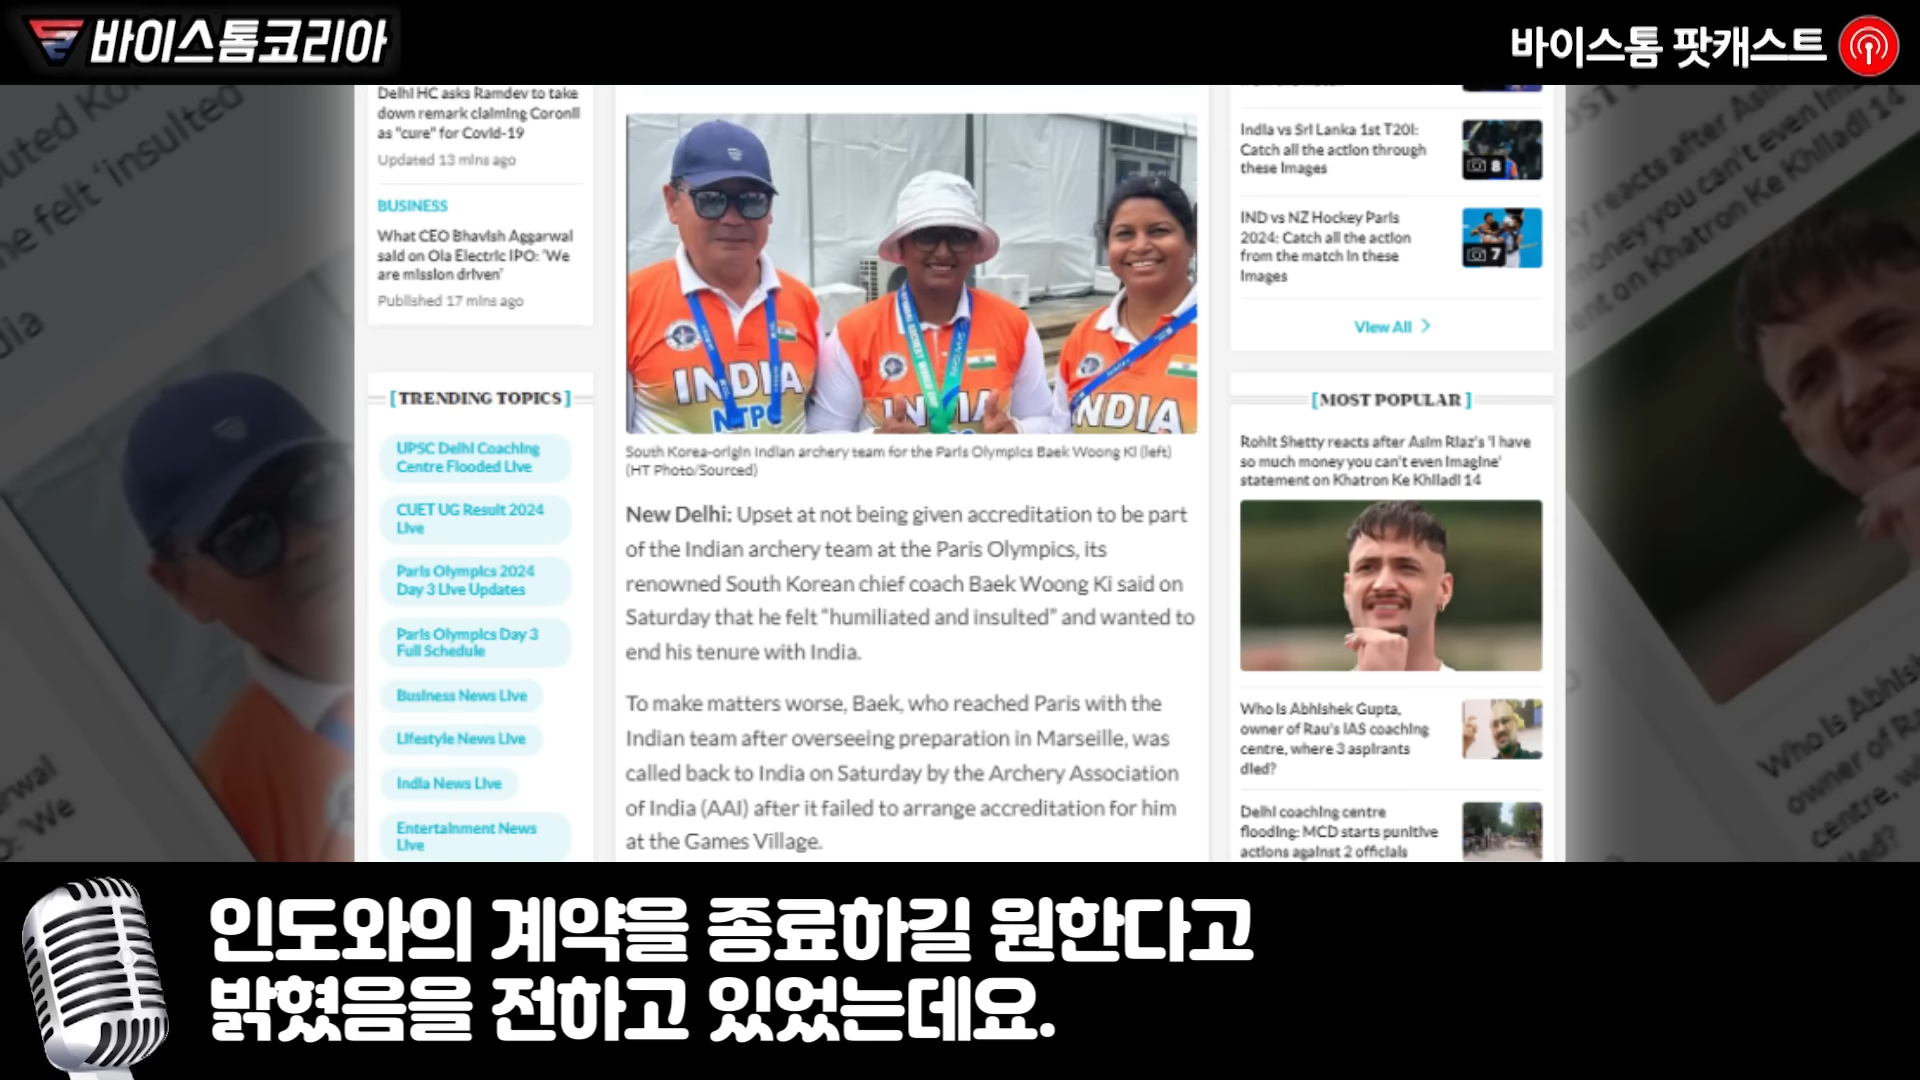 바이스톰코리아
바이스톰 팟캐스트
Delhi HC asks Ramdev to take
down remark claiming Coronil
as "cure" for Covid-19
Updated 13 mins ago
BUSINESS
What CEO Bhavish Aggarwal
said on Ola Electric IPO: 'We
are mission driven'
Published 17 mins ago
[TRENDING TOPICS]
UPSC Delhi Coaching
Centre Flooded Live
CUET UG Result 2024
Live
Paris Olympics 2024
Day 3 Live Updates
Paris Olympics Day 3
Full Schedule
Business News Live
Lifestyle News Live
India News Live
Entertainment News
Live
INDIA
NTPC
INDIA
INDIA
South Korea-origin Indian archery team for the Paris Olympics Baek Woong Ki (left)
(HT Photo/Sourced)
New Delhi: Upset at not being given accreditation to be part
of the Indian archery team at the Paris Olympics, its
renowned South Korean chief coach Baek Woong Ki said on
Saturday that he felt “humiliated and insulted” and wanted to
end his tenure with India.
To make matters worse, Baek, who reached Paris with the
Indian team after overseeing preparation in Marseille, was
called back to India on Saturday by the Archery Association
of India (AAI) after it failed to arrange accreditation for him
at the Games Village.
India vs Sri Lanka 1st T20I:
Catch all the action through
these Images
8
IND vs NZ Hockey Paris
2024: Catch all the action
from the match in these
Images
7
View All >
[MOST POPULAR]
Rohit Shetty reacts after Asim Riaz's 'I have
so much money you can't even imagine'
statement on Khatron Ke Khiladi 14
Who is Abhishek Gupta,
owner of Rau's IAS coaching
centre, where 3 aspirants
died?
Delhi coaching centre
flooding: MCD starts punitive
actions against 2 officials
인도와의 계약을 종료하길 원한다고
밝혔음을 전하고 있었는데요.